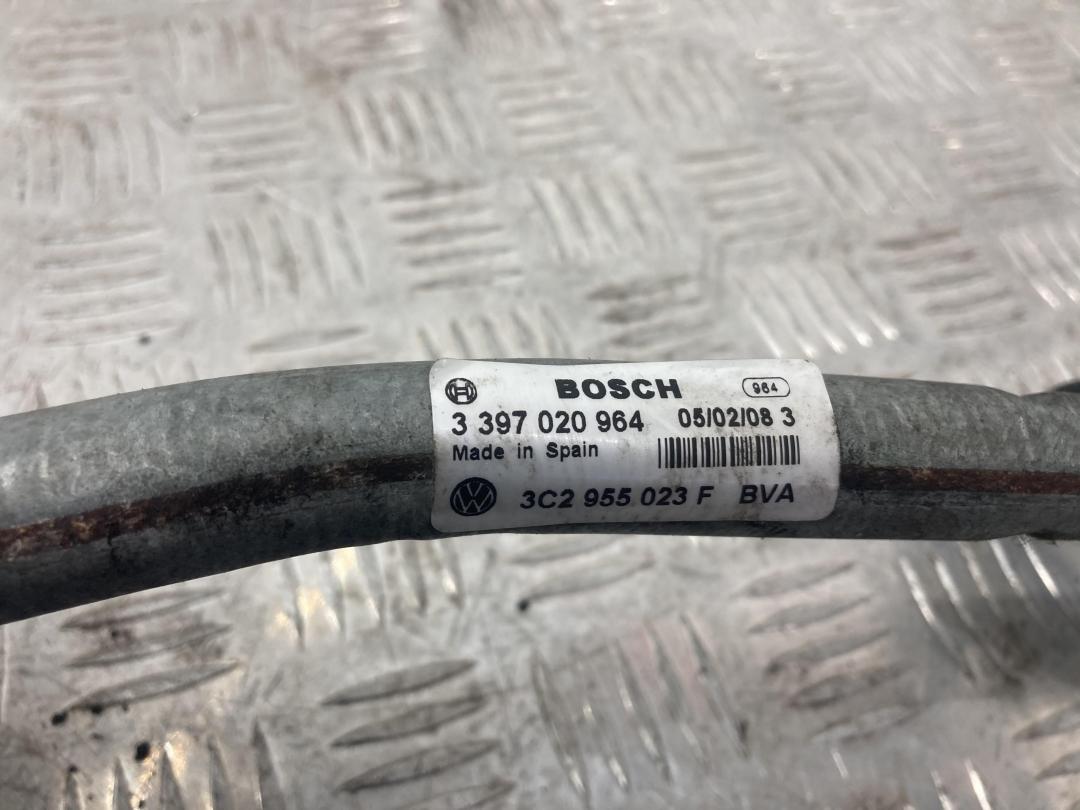 BOSCH 964
3 397 020 964 05/02/08 3
Made in Spain
3C2 955 023 F BVA